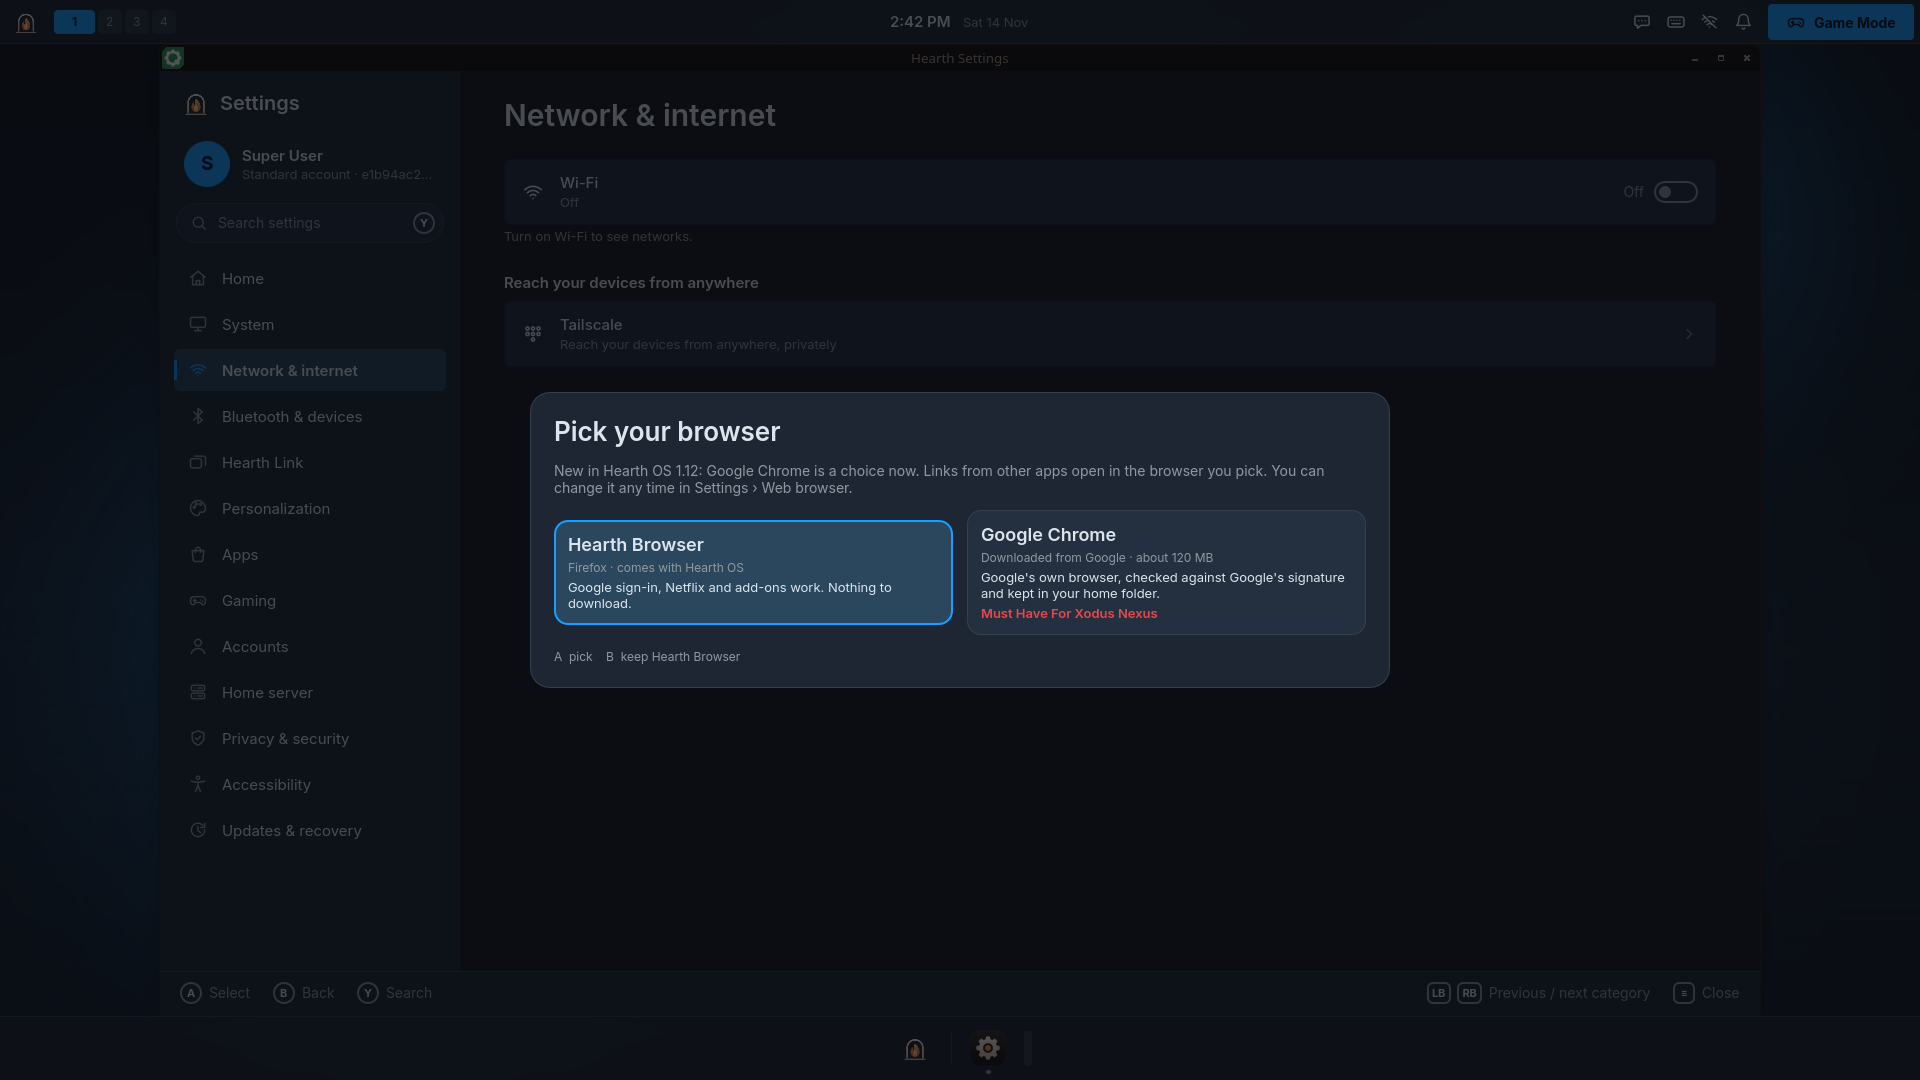 1 2 3 4
2:42 PM Sat 14 Nov
Game Mode
Hearth Settings
Settings
S
Super User
Standard account · e1b94ac2...
Search settings
Y
Home
System
Network & internet
Bluetooth & devices
Hearth Link
Personalization
Apps
Gaming
Accounts
Home server
Privacy & security
Accessibility
Updates & recovery
Network & internet
Wi-Fi
Off
Off
Turn on Wi-Fi to see networks.
Reach your devices from anywhere
Tailscale
Reach your devices from anywhere, privately
Pick your browser
New in Hearth OS 1.12: Google Chrome is a choice now. Links from other apps open in the browser you pick. You can
change it any time in Settings › Web browser.
Hearth Browser
Firefox · comes with Hearth OS
Google sign-in, Netflix and add-ons work. Nothing to
download.
Google Chrome
Downloaded from Google · about 120 MB
Google's own browser, checked against Google's signature
and kept in your home folder.
Must Have For Xodus Nexus
A pick B keep Hearth Browser
A Select B Back Y Search
LB RB Previous / next category ≡ Close